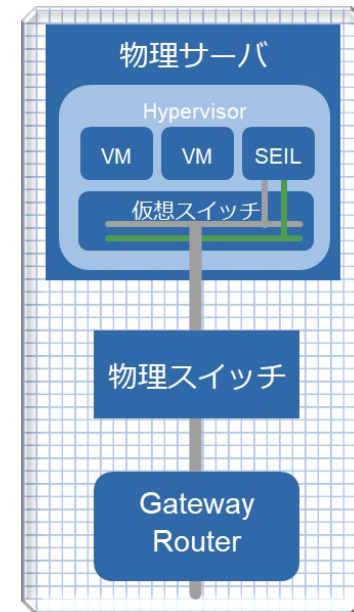 物理サーバ
Hypervisor
VM VM SEIL
仮想スイッチ
物理スイッチ
Gateway
Router